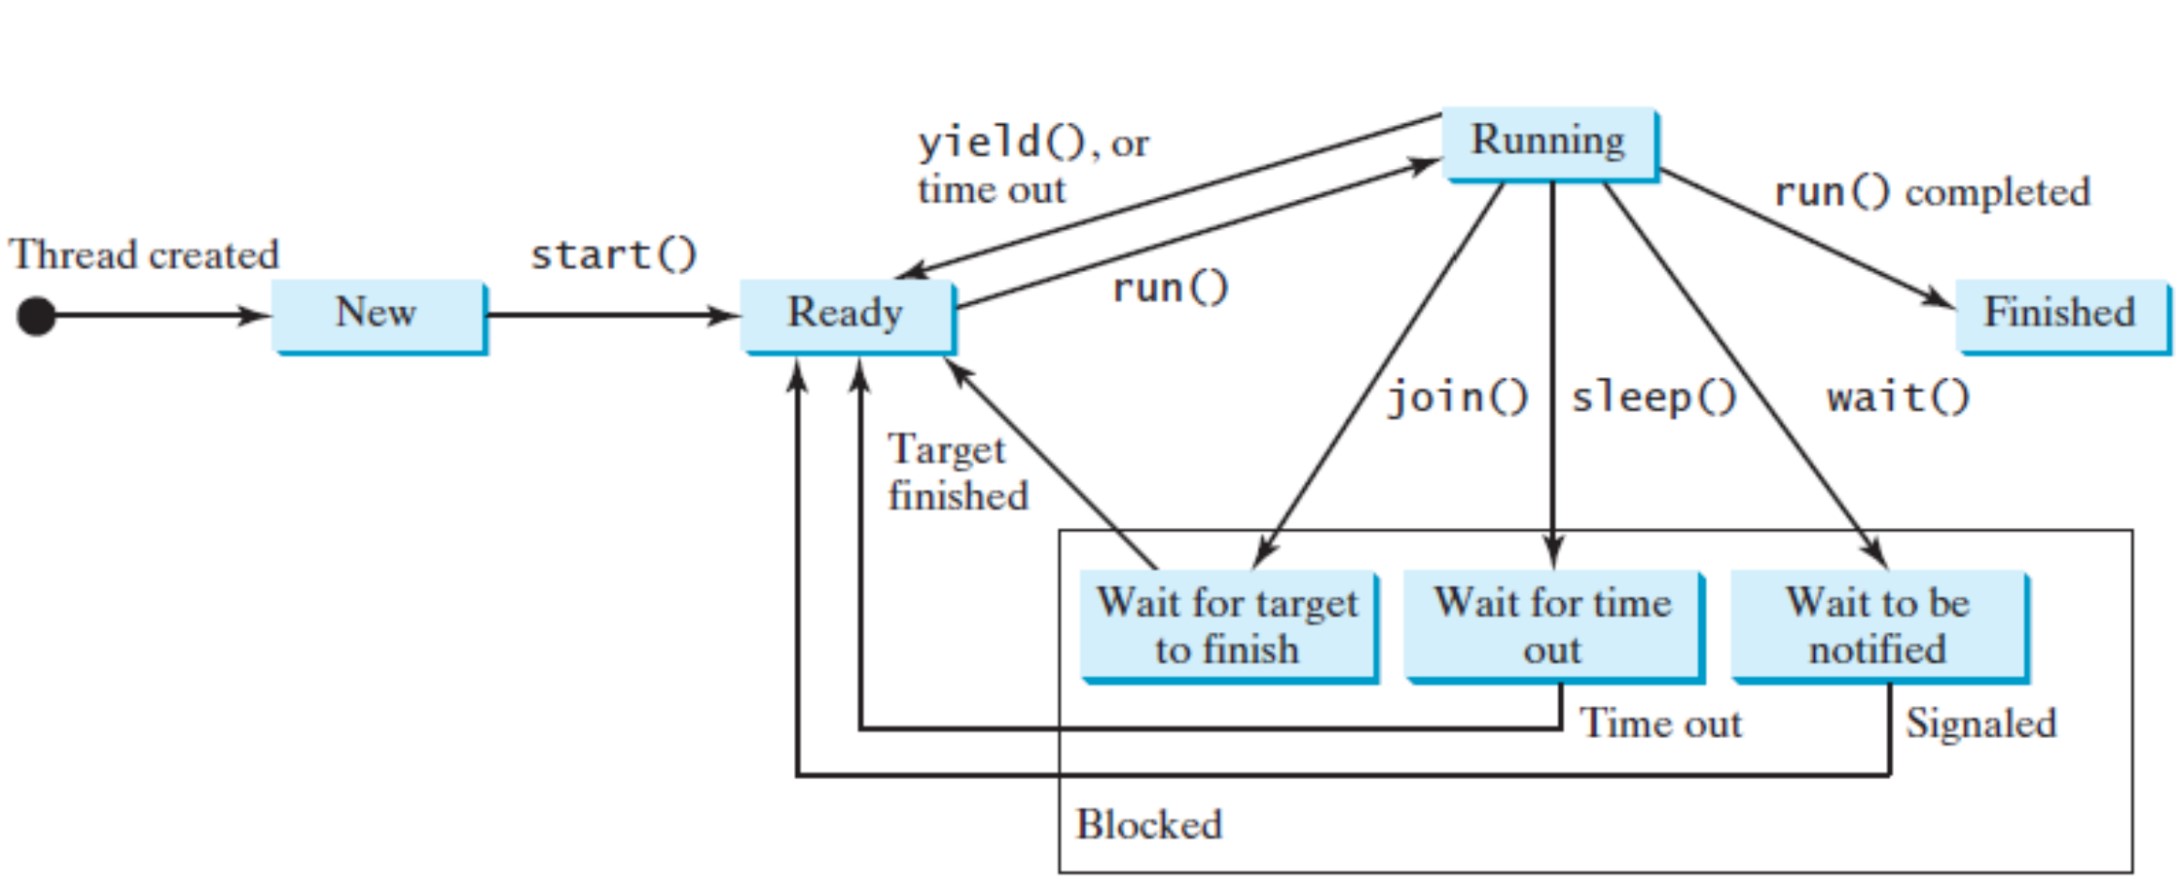 Running
yield(), or
time out
run() completed
Thread created
start()
New
Ready
run()
Finished
join()
sleep()
wait()
Target
finished
Wait for target
to finish
Wait for time
out
Wait to be
notified
Time out
Signaled
Blocked